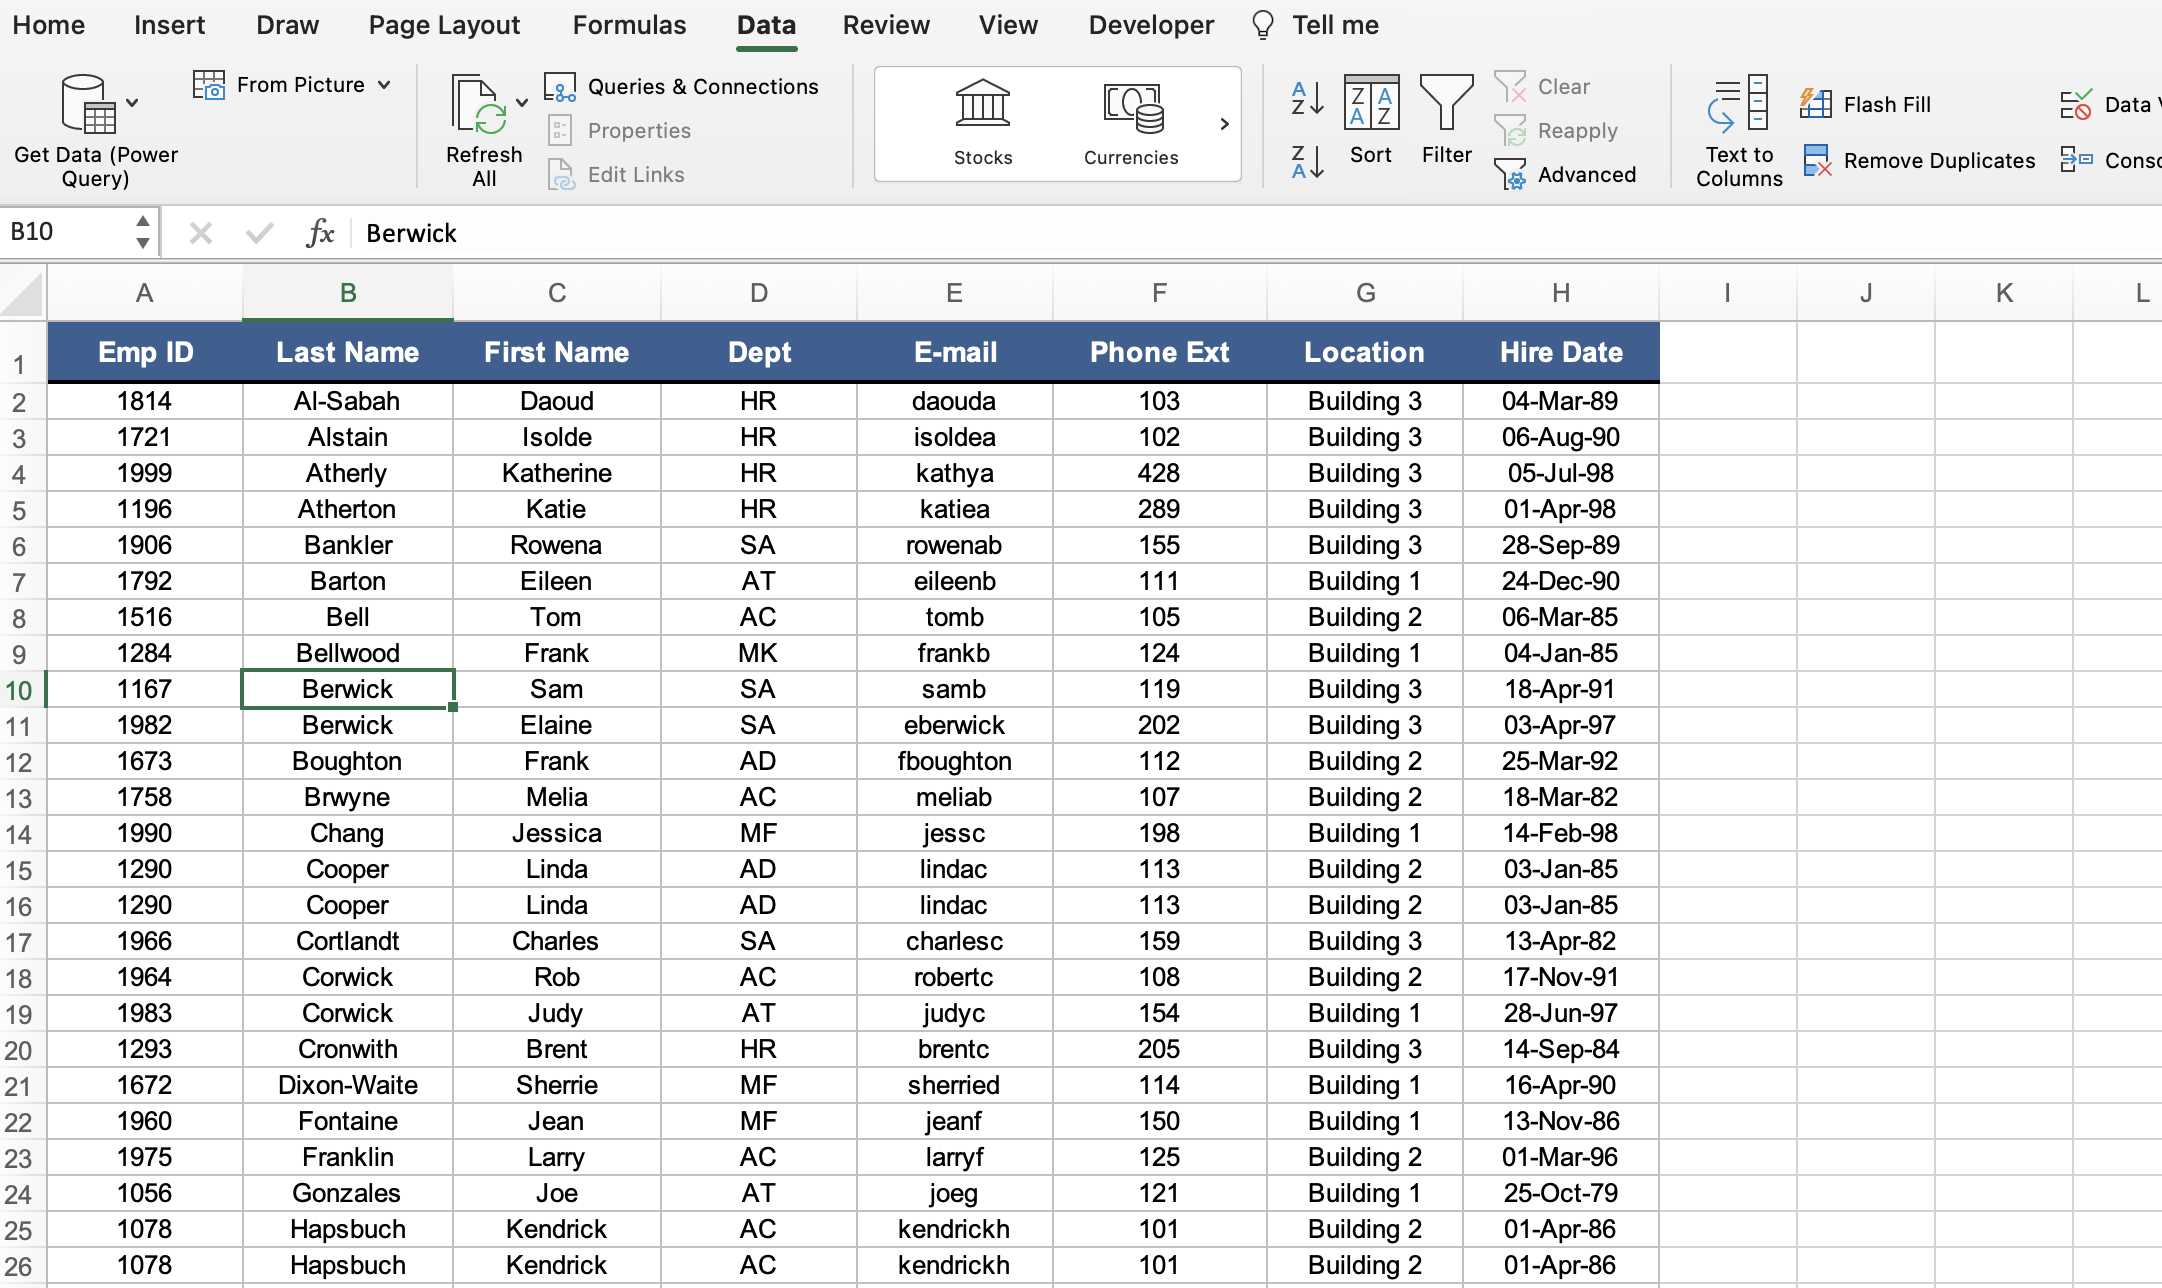 Home Insert Draw Page Layout Formulas Data Review View Developer Tell me
Get Data (Power Query)
From Picture
Refresh All
Queries & Connections
Properties
Edit Links
Stocks
Currencies
Sort
Filter
Clear
Reapply
Advanced
Text to Columns
Flash Fill
Remove Duplicates
Data
B10 fx Berwick
A B C D E F G H I J K L
1 Emp ID Last Name First Name Dept E-mail Phone Ext Location Hire Date
2 1814 Al-Sabah Daoud HR daouda 103 Building 3 04-Mar-89
3 1721 Alstain Isolde HR isoldea 102 Building 3 06-Aug-90
4 1999 Atherly Katherine HR kathya 428 Building 3 05-Jul-98
5 1196 Atherton Katie HR katiea 289 Building 3 01-Apr-98
6 1906 Bankler Rowena SA rowenab 155 Building 3 28-Sep-89
7 1792 Barton Eileen AT eileenb 111 Building 1 24-Dec-90
8 1516 Bell Tom AC tomb 105 Building 2 06-Mar-85
9 1284 Bellwood Frank MK frankb 124 Building 1 04-Jan-85
10 1167 Berwick Sam SA samb 119 Building 3 18-Apr-91
11 1982 Berwick Elaine SA eberwick 202 Building 3 03-Apr-97
12 1673 Boughton Frank AD fboughton 112 Building 2 25-Mar-92
13 1758 Brwyne Melia AC meliab 107 Building 2 18-Mar-82
14 1990 Chang Jessica MF jessc 198 Building 1 14-Feb-98
15 1290 Cooper Linda AD lindac 113 Building 2 03-Jan-85
16 1290 Cooper Linda AD lindac 113 Building 2 03-Jan-85
17 1966 Cortlandt Charles SA charlesc 159 Building 3 13-Apr-82
18 1964 Corwick Rob AC robertc 108 Building 2 17-Nov-91
19 1983 Corwick Judy AT judyc 154 Building 1 28-Jun-97
20 1293 Cronwith Brent HR brentc 205 Building 3 14-Sep-84
21 1672 Dixon-Waite Sherrie MF sherried 114 Building 1 16-Apr-90
22 1960 Fontaine Jean MF jeanf 150 Building 1 13-Nov-86
23 1975 Franklin Larry AC larryf 125 Building 2 01-Mar-96
24 1056 Gonzales Joe AT joeg 121 Building 1 25-Oct-79
25 1078 Hapsbuch Kendrick AC kendrickh 101 Building 2 01-Apr-86
26 1078 Hapsbuch Kendrick AC kendrickh 101 Building 2 01-Apr-86